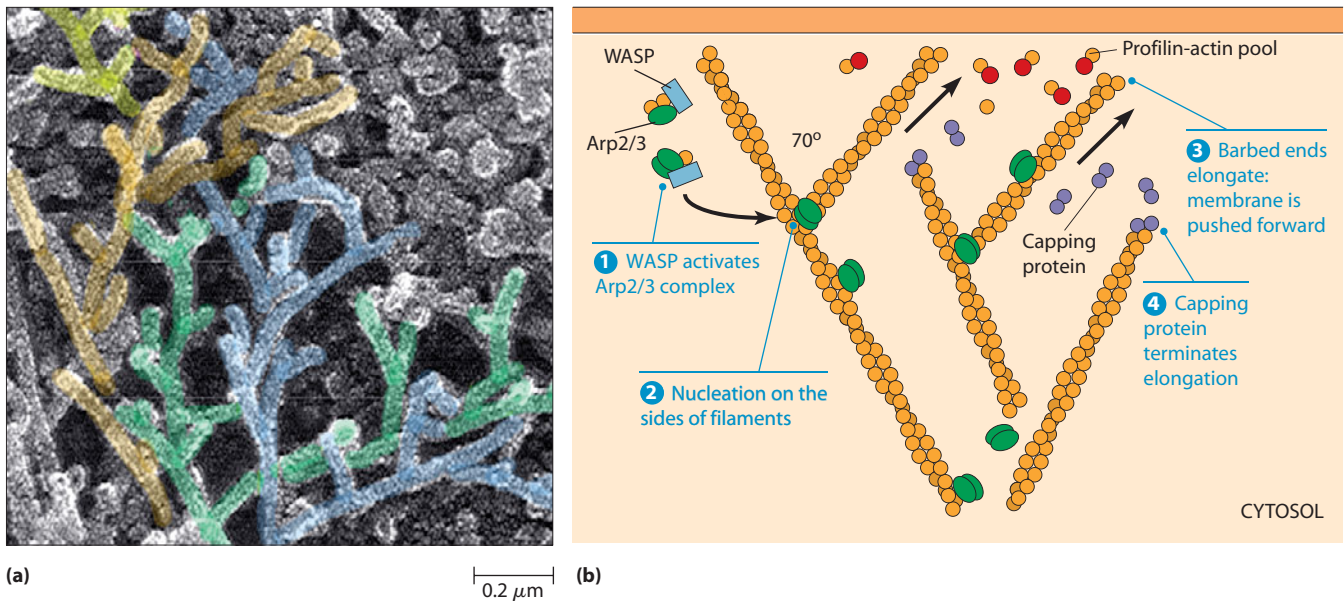 WASP
Arp2/3
70°
Profilin-actin pool
Capping
protein
1 WASP activates
Arp2/3 complex
2 Nucleation on the
sides of filaments
3 Barbed ends
elongate:
membrane is
pushed forward
4 Capping
protein
terminates
elongation
CYTOSOL
(a)
0.2 μm
(b)